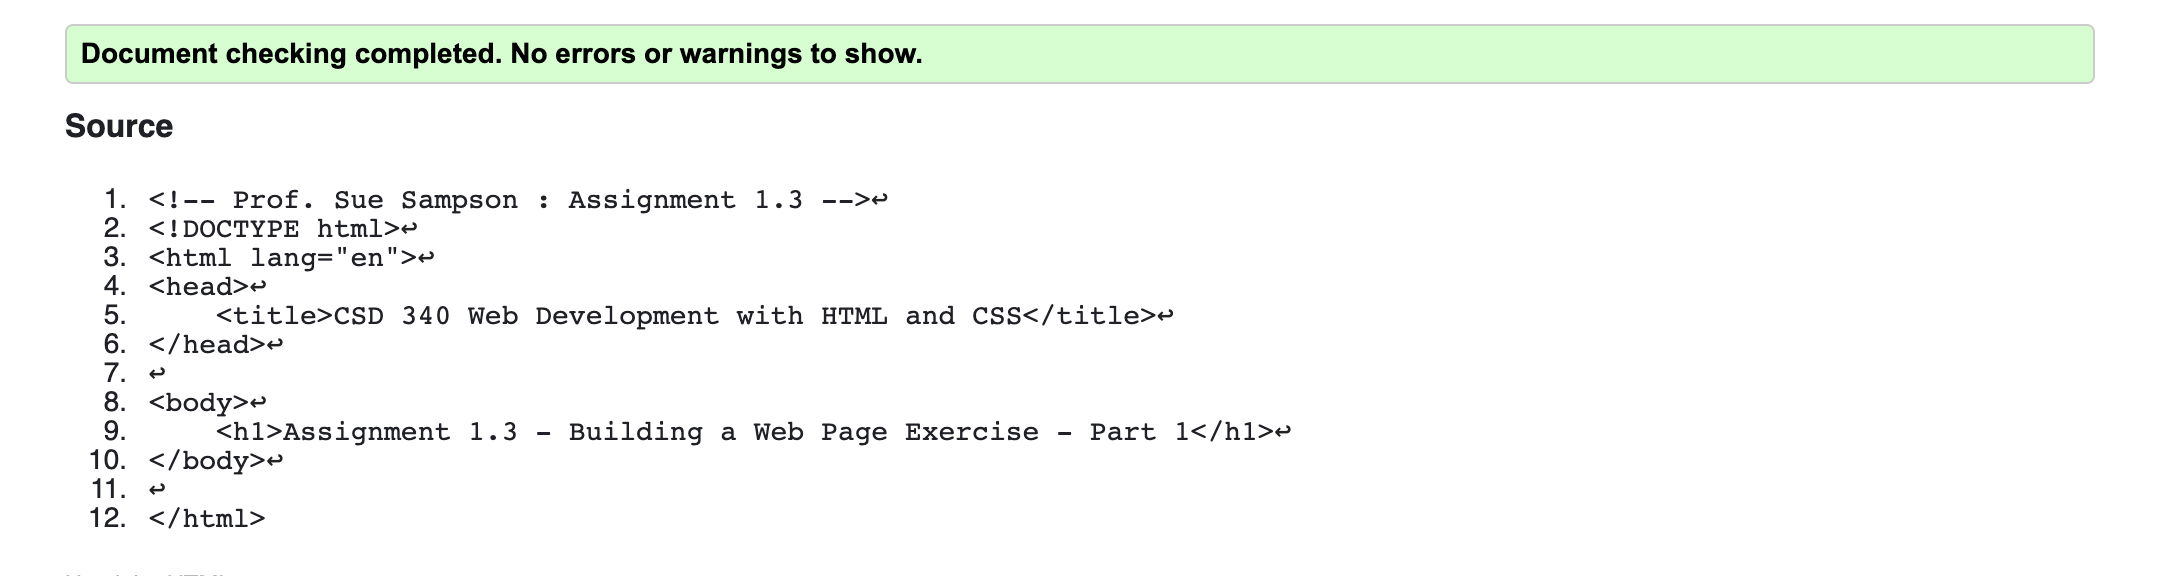 Document checking completed. No errors or warnings to show.
Source
1. <!-- Prof. Sue Sampson : Assignment 1.3 -->↩
2. <!DOCTYPE html>↩
3. <html lang="en">↩
4. <head>↩
5.     <title>CSD 340 Web Development with HTML and CSS</title>↩
6. </head>↩
7. ↩
8. <body>↩
9.     <h1>Assignment 1.3 - Building a Web Page Exercise - Part 1</h1>↩
10. </body>↩
11. ↩
12. </html>